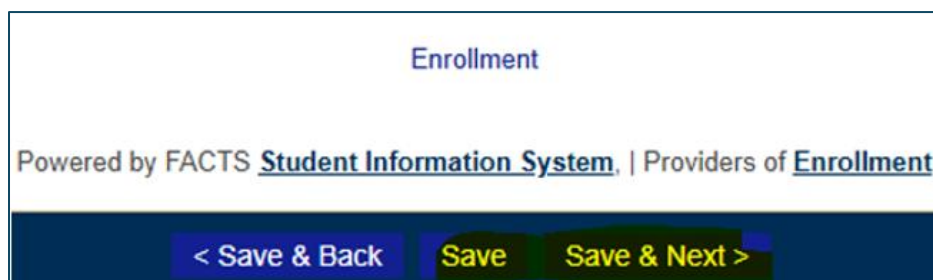 Enrollment
Powered by FACTS Student Information System, | Providers of Enrollment
< Save & Back Save Save & Next >